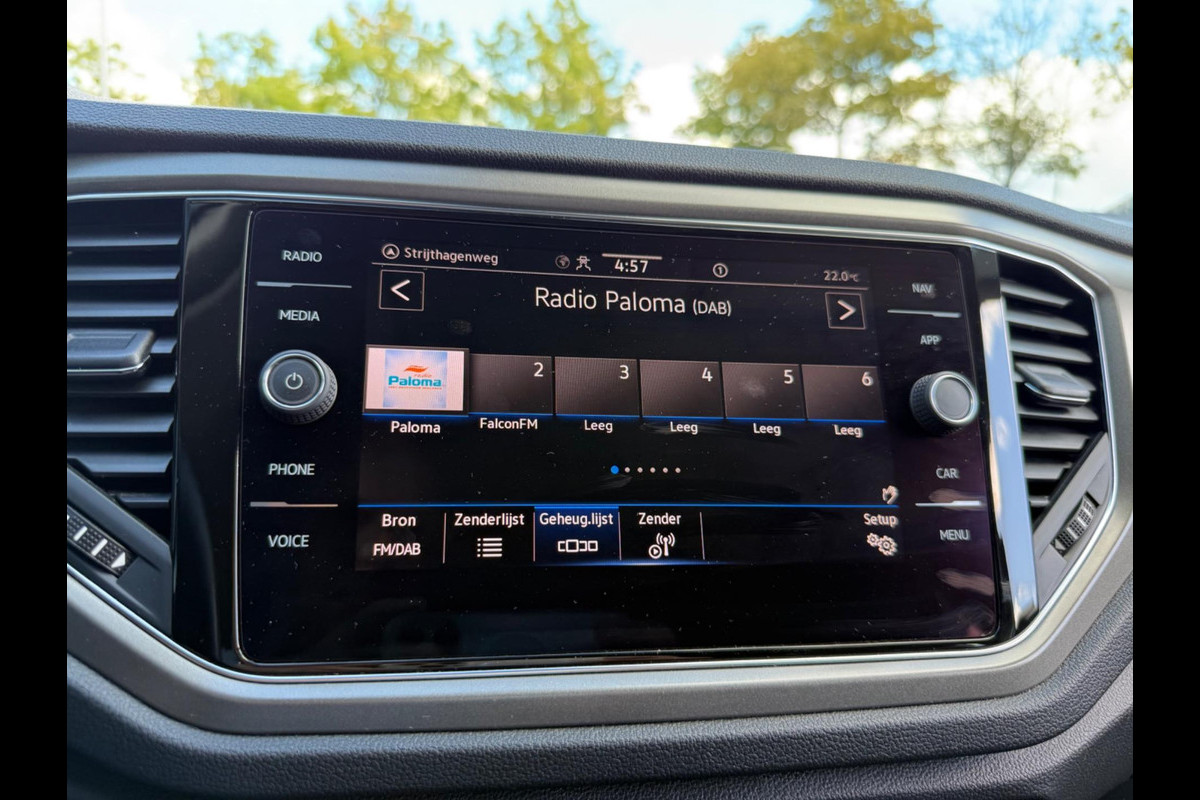 RADIO
MEDIA
PHONE
VOICE
Strijthagenweg
4:57
1
22.0°C
Radio Paloma (DAB)
Paloma
2
3
4
5
6
Paloma
FalconFM
Leeg
Leeg
Leeg
Leeg
Bron
FM/DAB
Zenderlijst
Geheug.lijst
Zender
Setup
NAV
APP
CAR
MENU